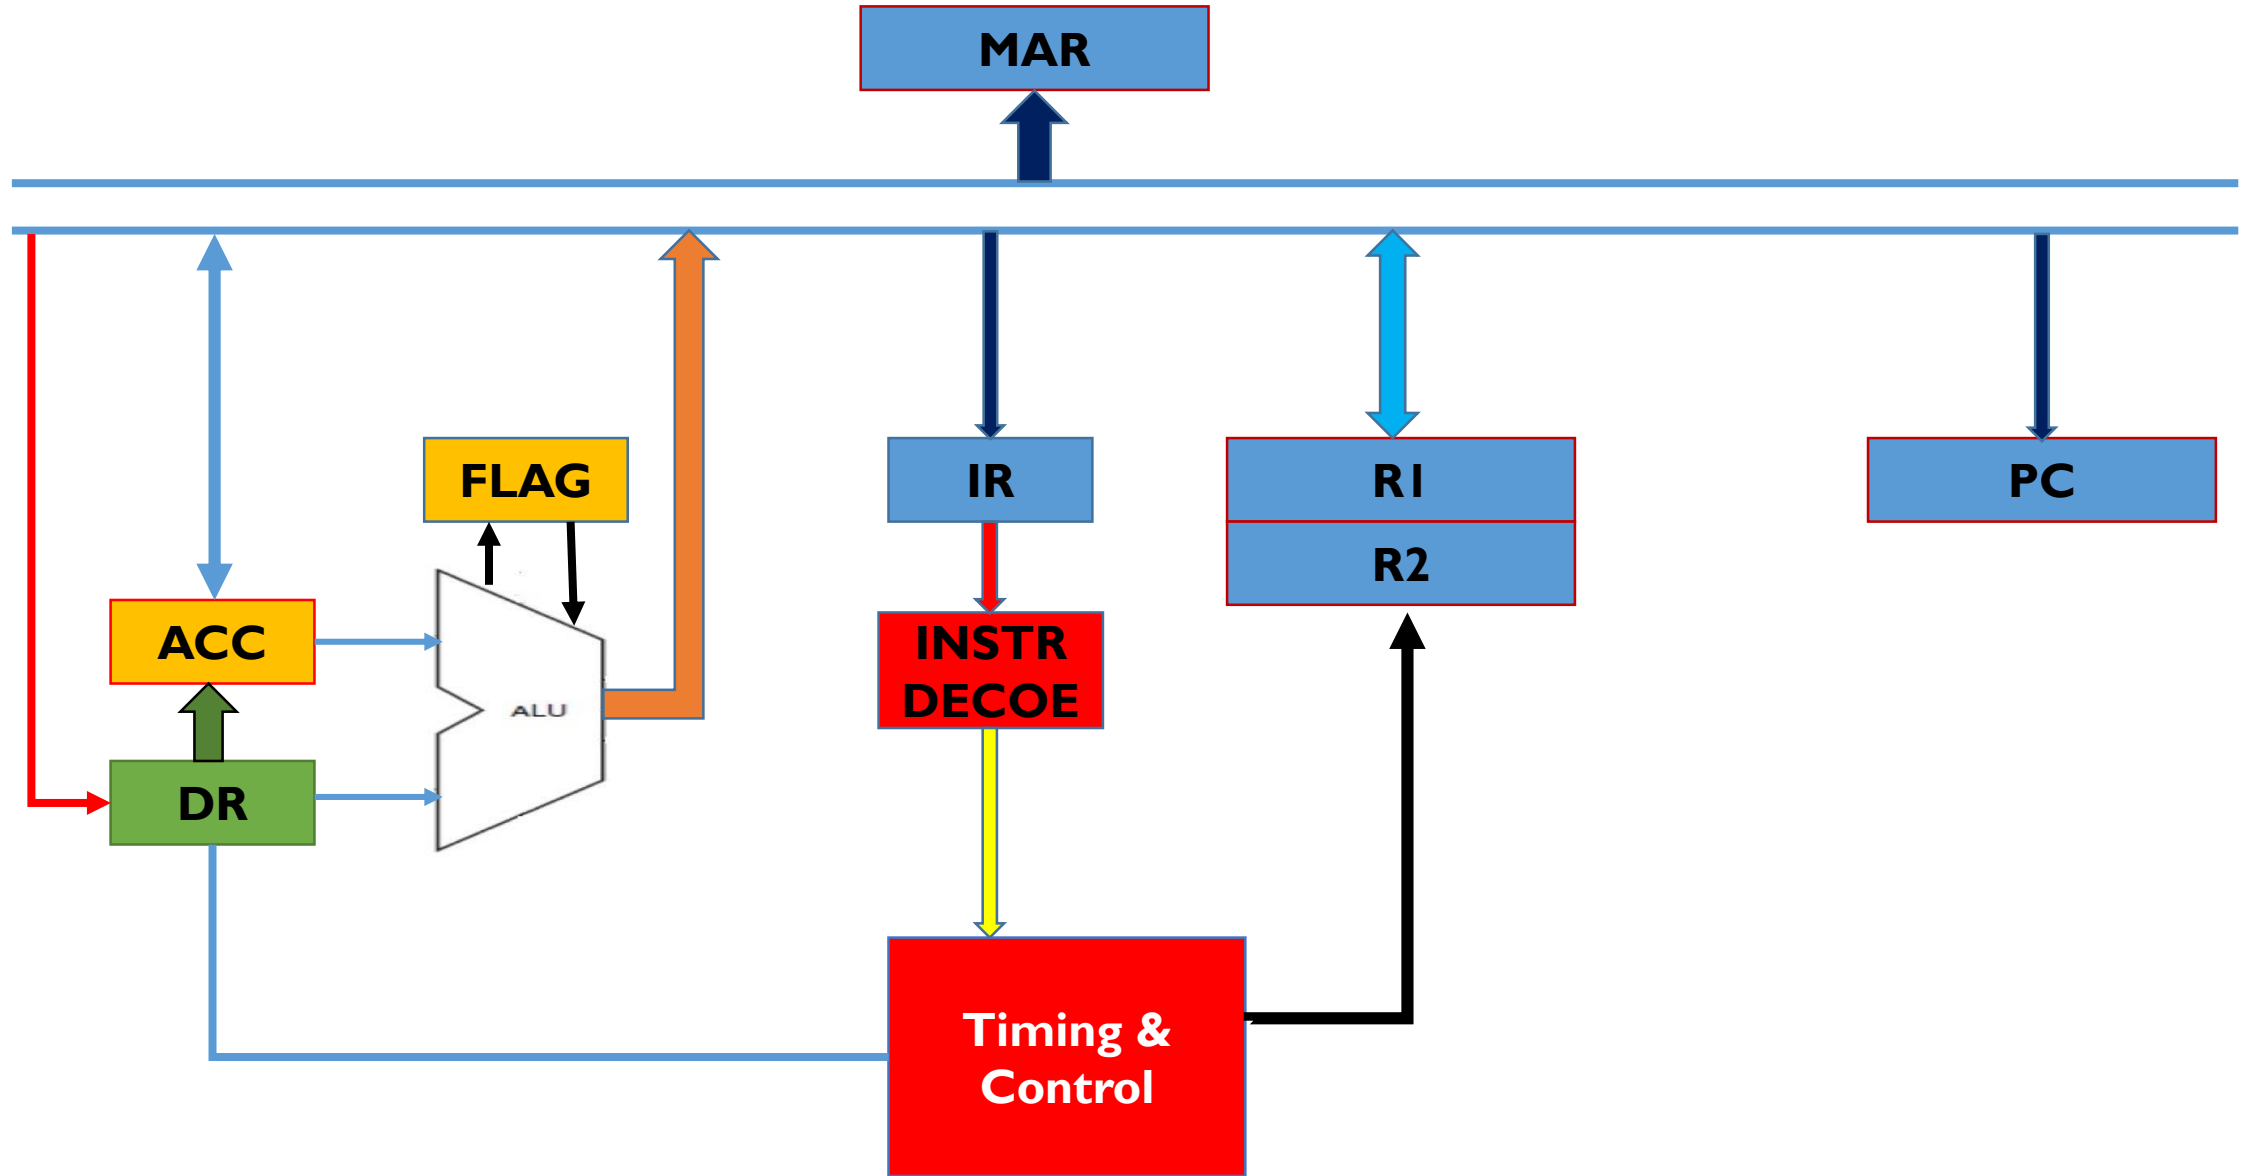 MAR
FLAG
IR
R1
PC
R2
ACC
INSTR
DECOE
ALU
DR
Timing &
Control